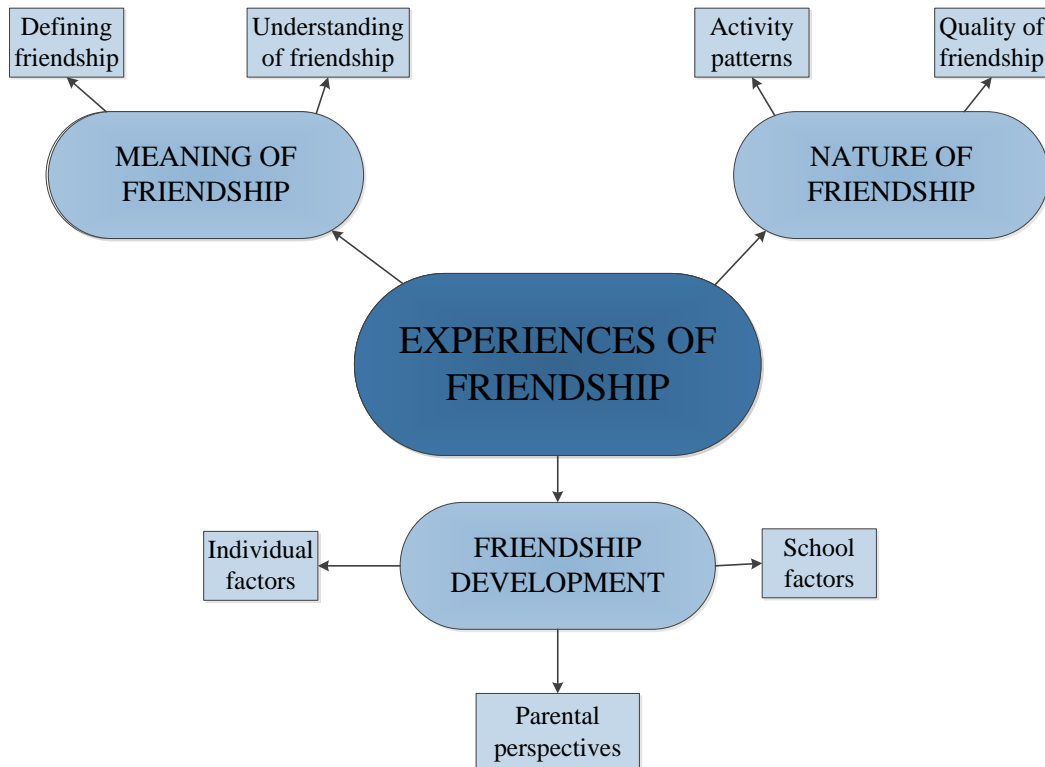 Defining
friendship
Understanding
of friendship
Activity
patterns
Quality of
friendship
MEANING OF
FRIENDSHIP
NATURE OF
FRIENDSHIP
EXPERIENCES OF
FRIENDSHIP
Individual
factors
FRIENDSHIP
DEVELOPMENT
School
factors
Parental
perspectives